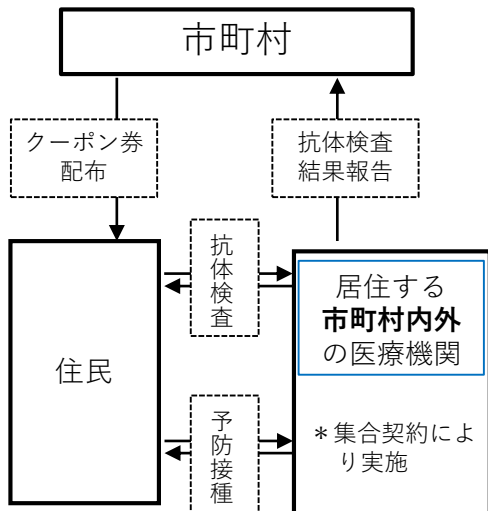 市町村
クーポン券
配布
抗体検査
結果報告
抗体検査
居住する
市町村内外
の医療機関
住民
予防接種
＊集合契約によ
り実施